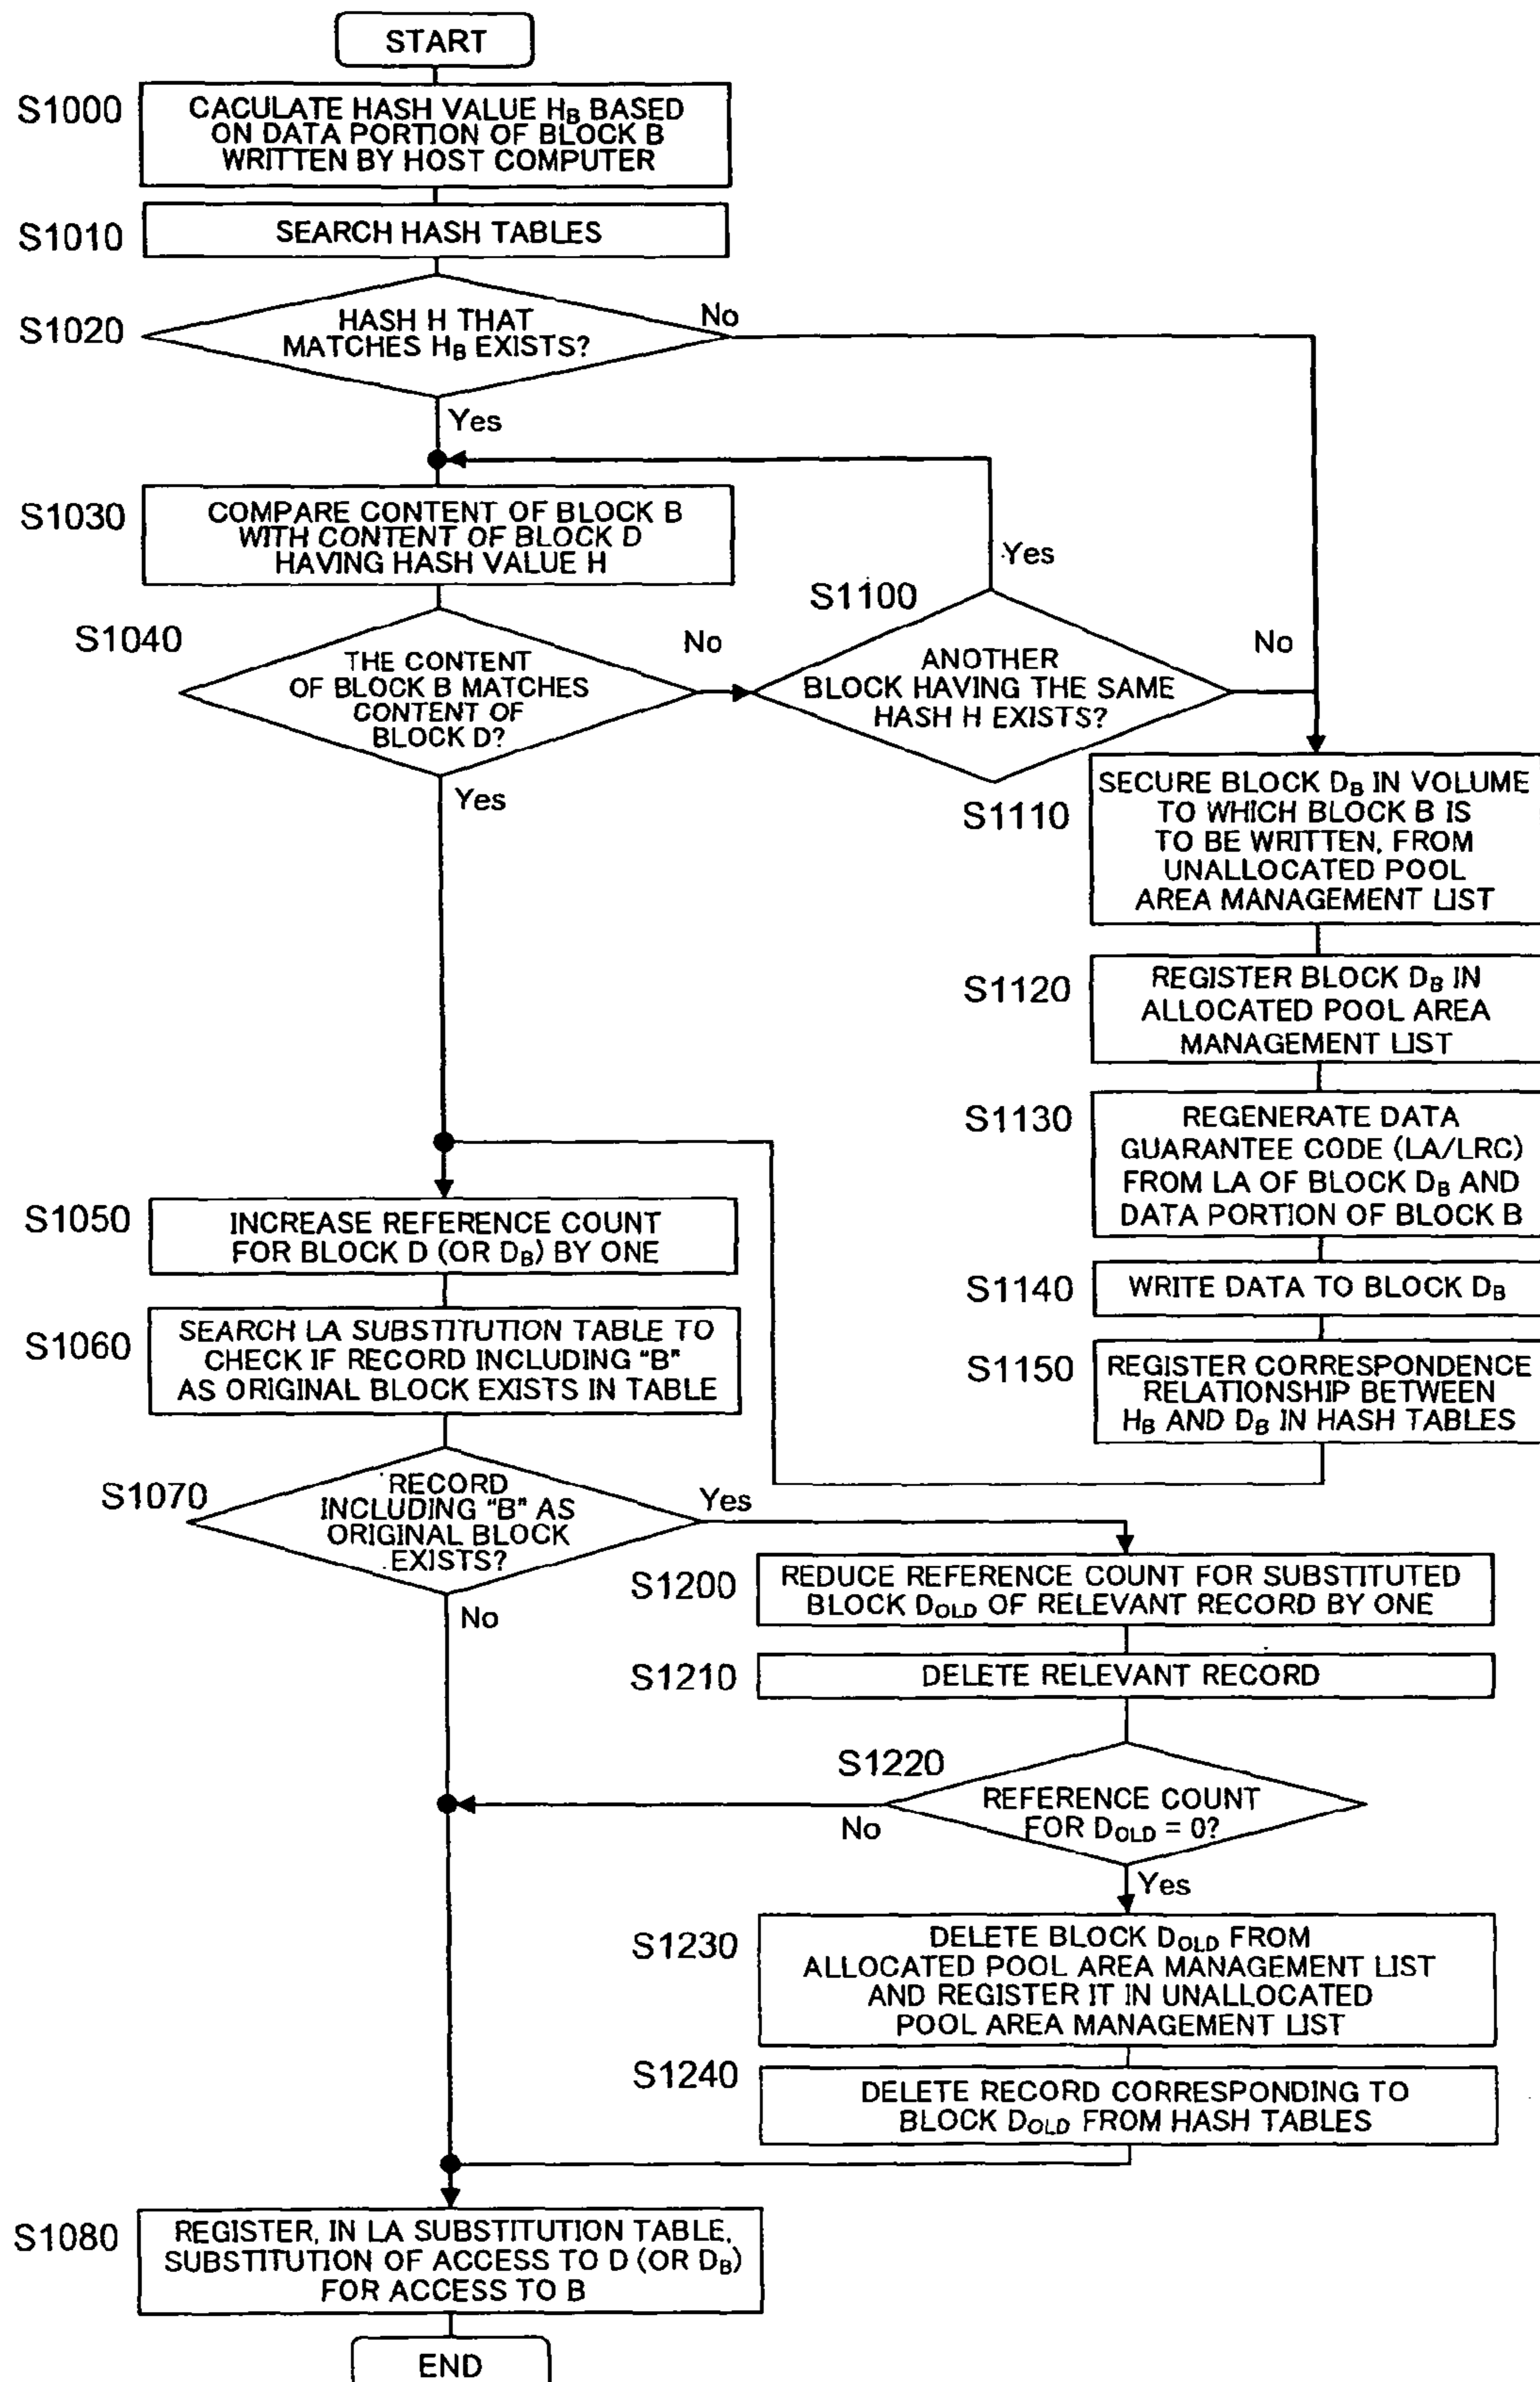 START
S1000
CACULATE HASH VALUE HB BASED
ON DATA PORTION OF BLOCK B
WRITTEN BY HOST COMPUTER
S1010
SEARCH HASH TABLES
S1020
HASH H THAT
MATCHES HB EXISTS?
No
Yes
S1030
COMPARE CONTENT OF BLOCK B
WITH CONTENT OF BLOCK D
HAVING HASH VALUE H
S1040
THE CONTENT
OF BLOCK B MATCHES
CONTENT OF
BLOCK D?
No
Yes
S1100
ANOTHER
BLOCK HAVING THE SAME
HASH H EXISTS?
Yes
No
S1110
SECURE BLOCK DB IN VOLUME
TO WHICH BLOCK B IS
TO BE WRITTEN, FROM
UNALLOCATED POOL
AREA MANAGEMENT LIST
S1120
REGISTER BLOCK DB IN
ALLOCATED POOL AREA
MANAGEMENT LIST
S1130
REGENERATE DATA
GUARANTEE CODE (LA/LRC)
FROM LA OF BLOCK DB AND
DATA PORTION OF BLOCK B
S1140
WRITE DATA TO BLOCK DB
S1150
REGISTER CORRESPONDENCE
RELATIONSHIP BETWEEN
HB AND DB IN HASH TABLES
S1050
INCREASE REFERENCE COUNT
FOR BLOCK D (OR DB) BY ONE
S1060
SEARCH LA SUBSTITUTION TABLE TO
CHECK IF RECORD INCLUDING "B"
AS ORIGINAL BLOCK EXISTS IN TABLE
S1070
RECORD
INCLUDING "B" AS
ORIGINAL BLOCK
EXISTS?
Yes
No
S1200
REDUCE REFERENCE COUNT FOR SUBSTITUTED
BLOCK DOLD OF RELEVANT RECORD BY ONE
S1210
DELETE RELEVANT RECORD
S1220
REFERENCE COUNT
FOR DOLD = 0?
No
Yes
S1230
DELETE BLOCK DOLD FROM
ALLOCATED POOL AREA MANAGEMENT LIST
AND REGISTER IT IN UNALLOCATED
POOL AREA MANAGEMENT LIST
S1240
DELETE RECORD CORRESPONDING TO
BLOCK DOLD FROM HASH TABLES
S1080
REGISTER, IN LA SUBSTITUTION TABLE,
SUBSTITUTION OF ACCESS TO D (OR DB)
FOR ACCESS TO B
END